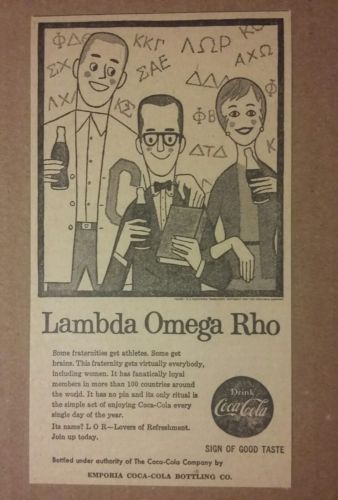 ΦΔΘ
ΚΚΓ
ΛΩΡ
ΚΟ
ΣΧ
ΣΑΕ
ΑΧΩ
ΛΧΑ
ΚΣ
ΔΔΔ
ΦΒ
ΔΤΔ
Κ
C
Lambda Omega Rho
Some fraternities get athletes. Some get
brains. This fraternity gets virtually everybody,
including women. It has fanatically loyal
members in more than 100 countries around
the world. It has no pin and its only ritual is
the simple act of enjoying Coca-Cola every
single day of the year.
Its name? L O R—Lovers of Refreshment.
Join up today.
Drink
Coca-Cola
SIGN OF GOOD TASTE
Bottled under authority of The Coca-Cola Company by
EMPORIA COCA-COLA BOTTLING CO.